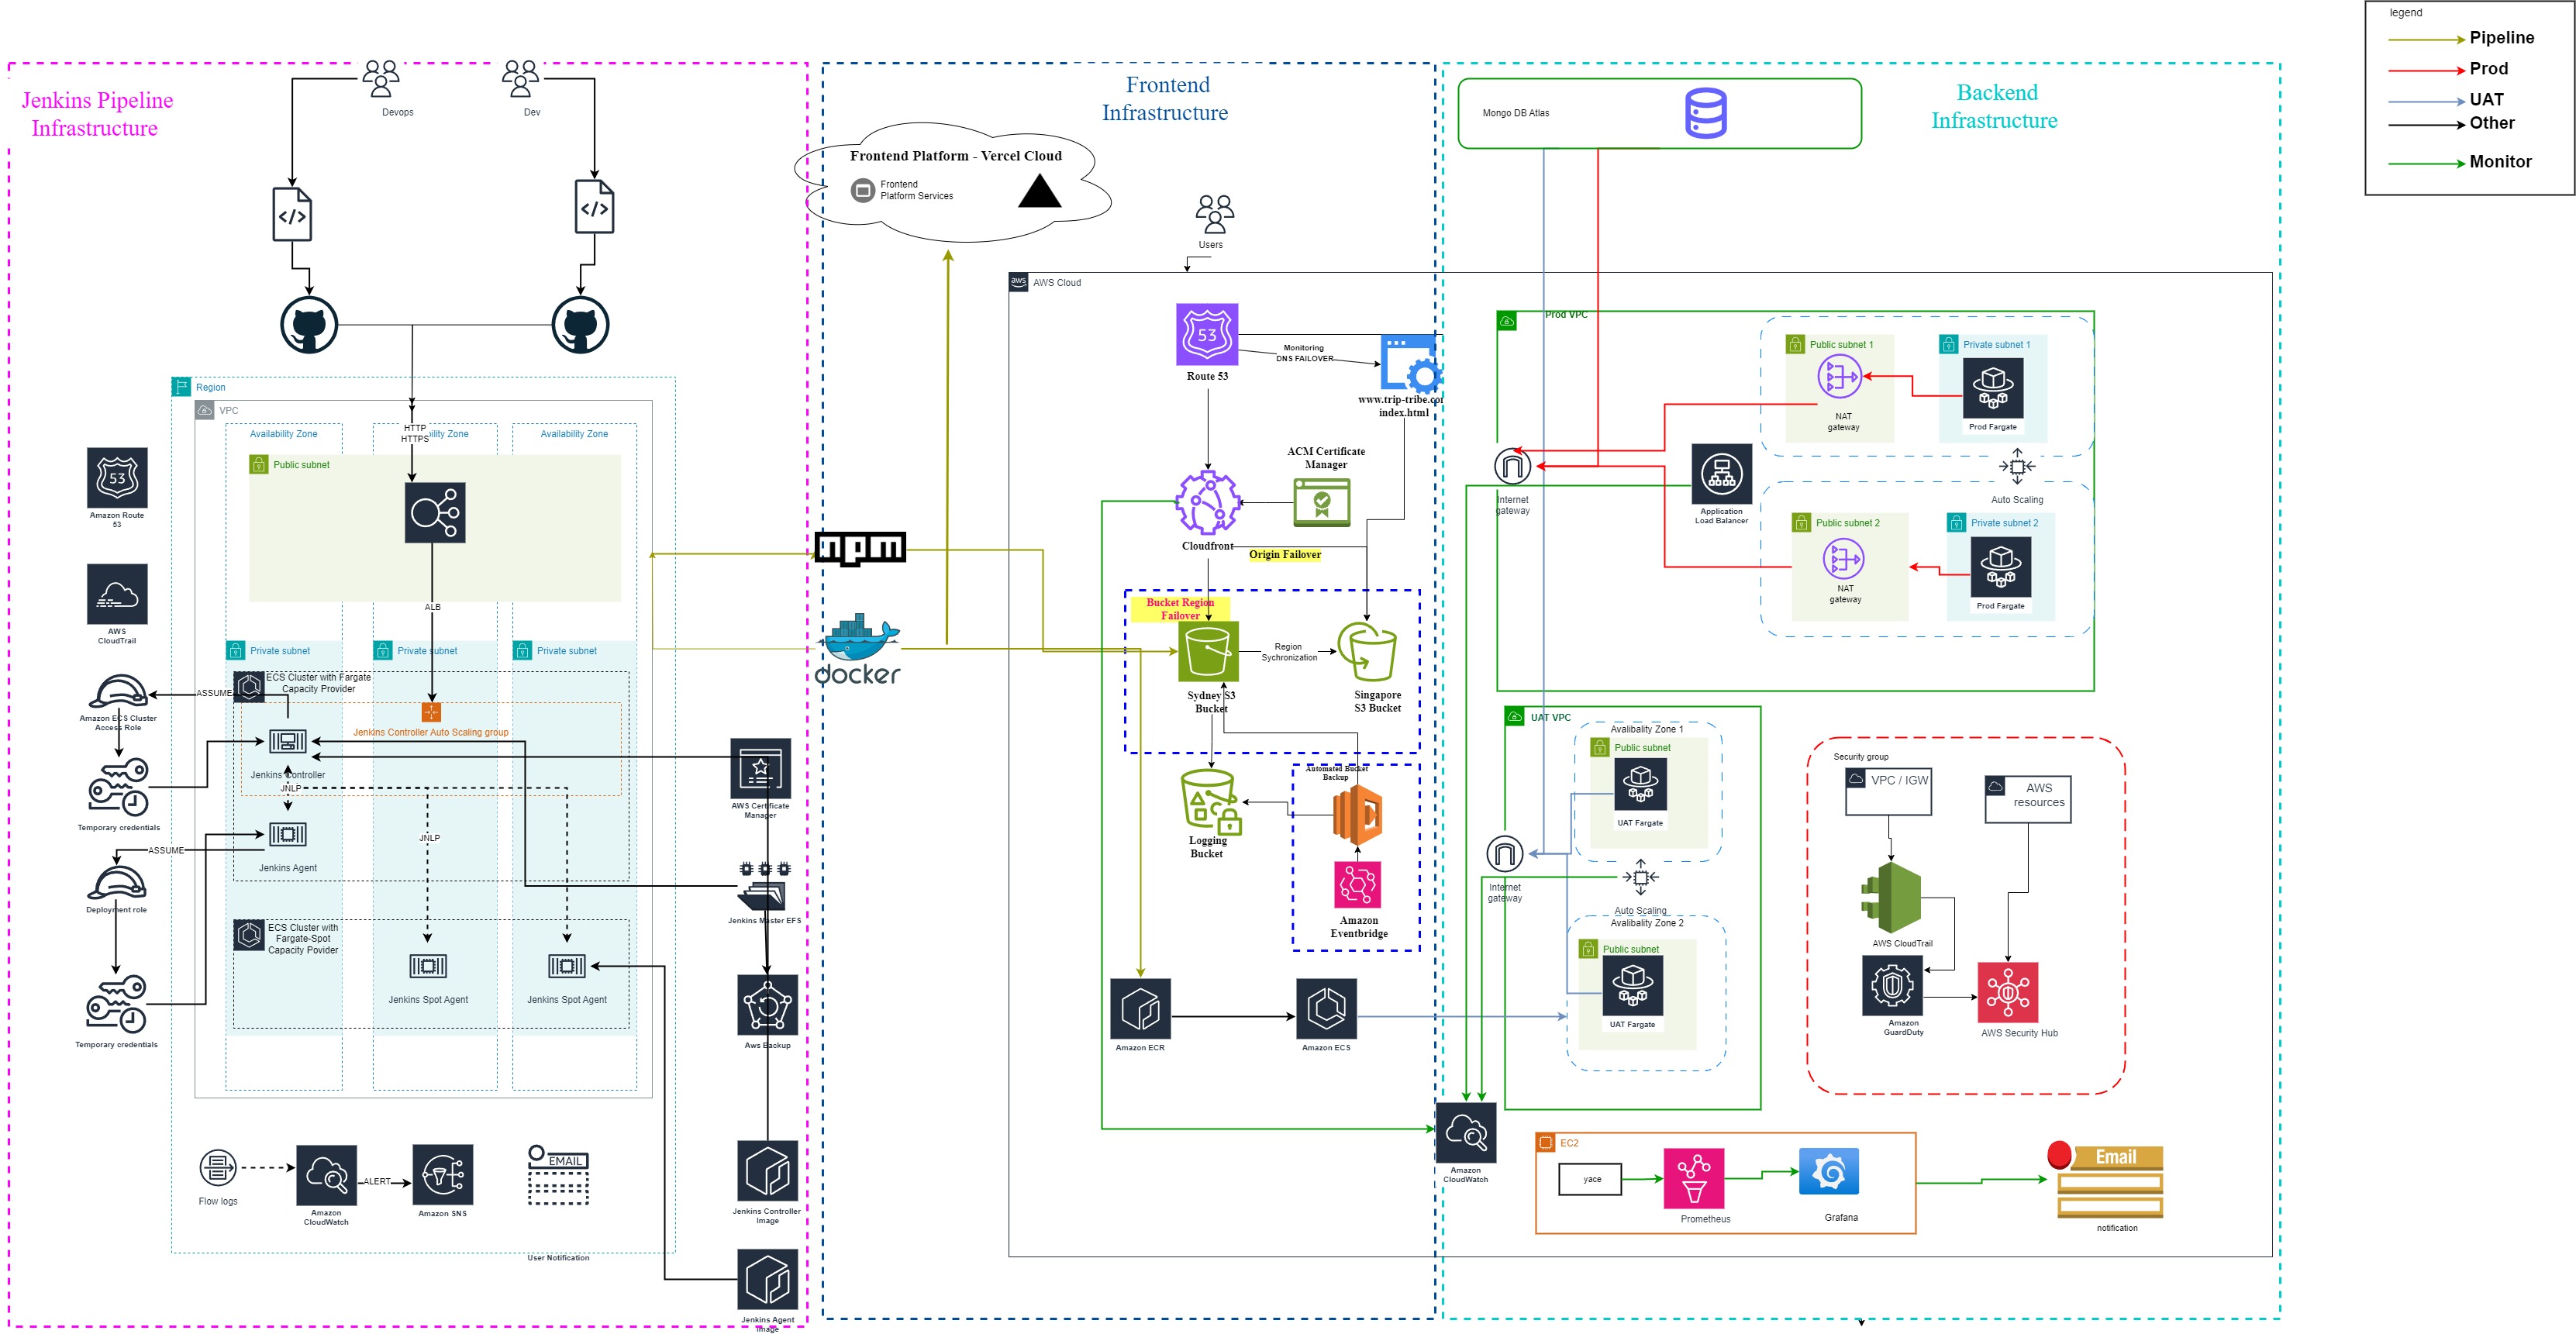 legend
Pipeline
Prod
UAT
Other
Monitor
Jenkins Pipeline
Infrastructure
Devops
Dev
Region
VPC
Availability Zone
HTTP
HTTPS
ility Zone
Availability Zone
Public subnet
ALB
Private subnet
Private subnet
Private subnet
ECS Cluster with Fargate
Capacity Provider
Jenkins Controller Auto Scaling group
Jenkins Controller
JNLP
JNLP
Jenkins Agent
ECS Cluster with
Fargate-Spot
Capacity Povider
Jenkins Spot Agent
Jenkins Spot Agent
Amazon Route
53
AWS
CloudTrail
ASSUME
Amazon ECS Cluster
Access Role
Temporary credentials
ASSUME
Deployment role
Temporary credentials
AWS Certificate
Manager
Jenkins Master EFS
Aws Backup
Jenkins Controller
Image
Jenkins Agent
Image
Flow logs
Amazon
CloudWatch
ALERT
Amazon SNS
EMAIL
User Notification
Frontend
Infrastructure
Frontend Platform - Vercel Cloud
Frontend
Platform Services
Users
aws
AWS Cloud
53
Route 53
Monitoring
DNS FAILOVER
www.trip-tribe.co
index.html
ACM Certificate
Manager
Cloudfront
Origin Failover
npm
docker
Bucket Region
Failover
Region
Sychronization
Sydney S3
Bucket
Singapore
S3 Bucket
Automated Bucket
Backup
Logging
Bucket
Amazon
Eventbridge
Amazon ECR
Amazon ECS
Backend
Infrastructure
Mongo DB Atlas
Prod VPC
Public subnet 1
NAT
gateway
Private subnet 1
Prod Fargate
Internet
gateway
Application
Load Balancer
Auto Scaling
Public subnet 2
NAT
gateway
Private subnet 2
Prod Fargate
UAT VPC
Avalibality Zone 1
Public subnet
UAT Fargate
Internet
gateway
Auto Scaling
Avalibality Zone 2
Public subnet
UAT Fargate
Security group
VPC / IGW
AWS
resources
AWS CloudTrail
Amazon
GuardDuty
AWS Security Hub
Amazon
CloudWatch
EC2
yace
Prometheus
Grafana
Email
notification
53